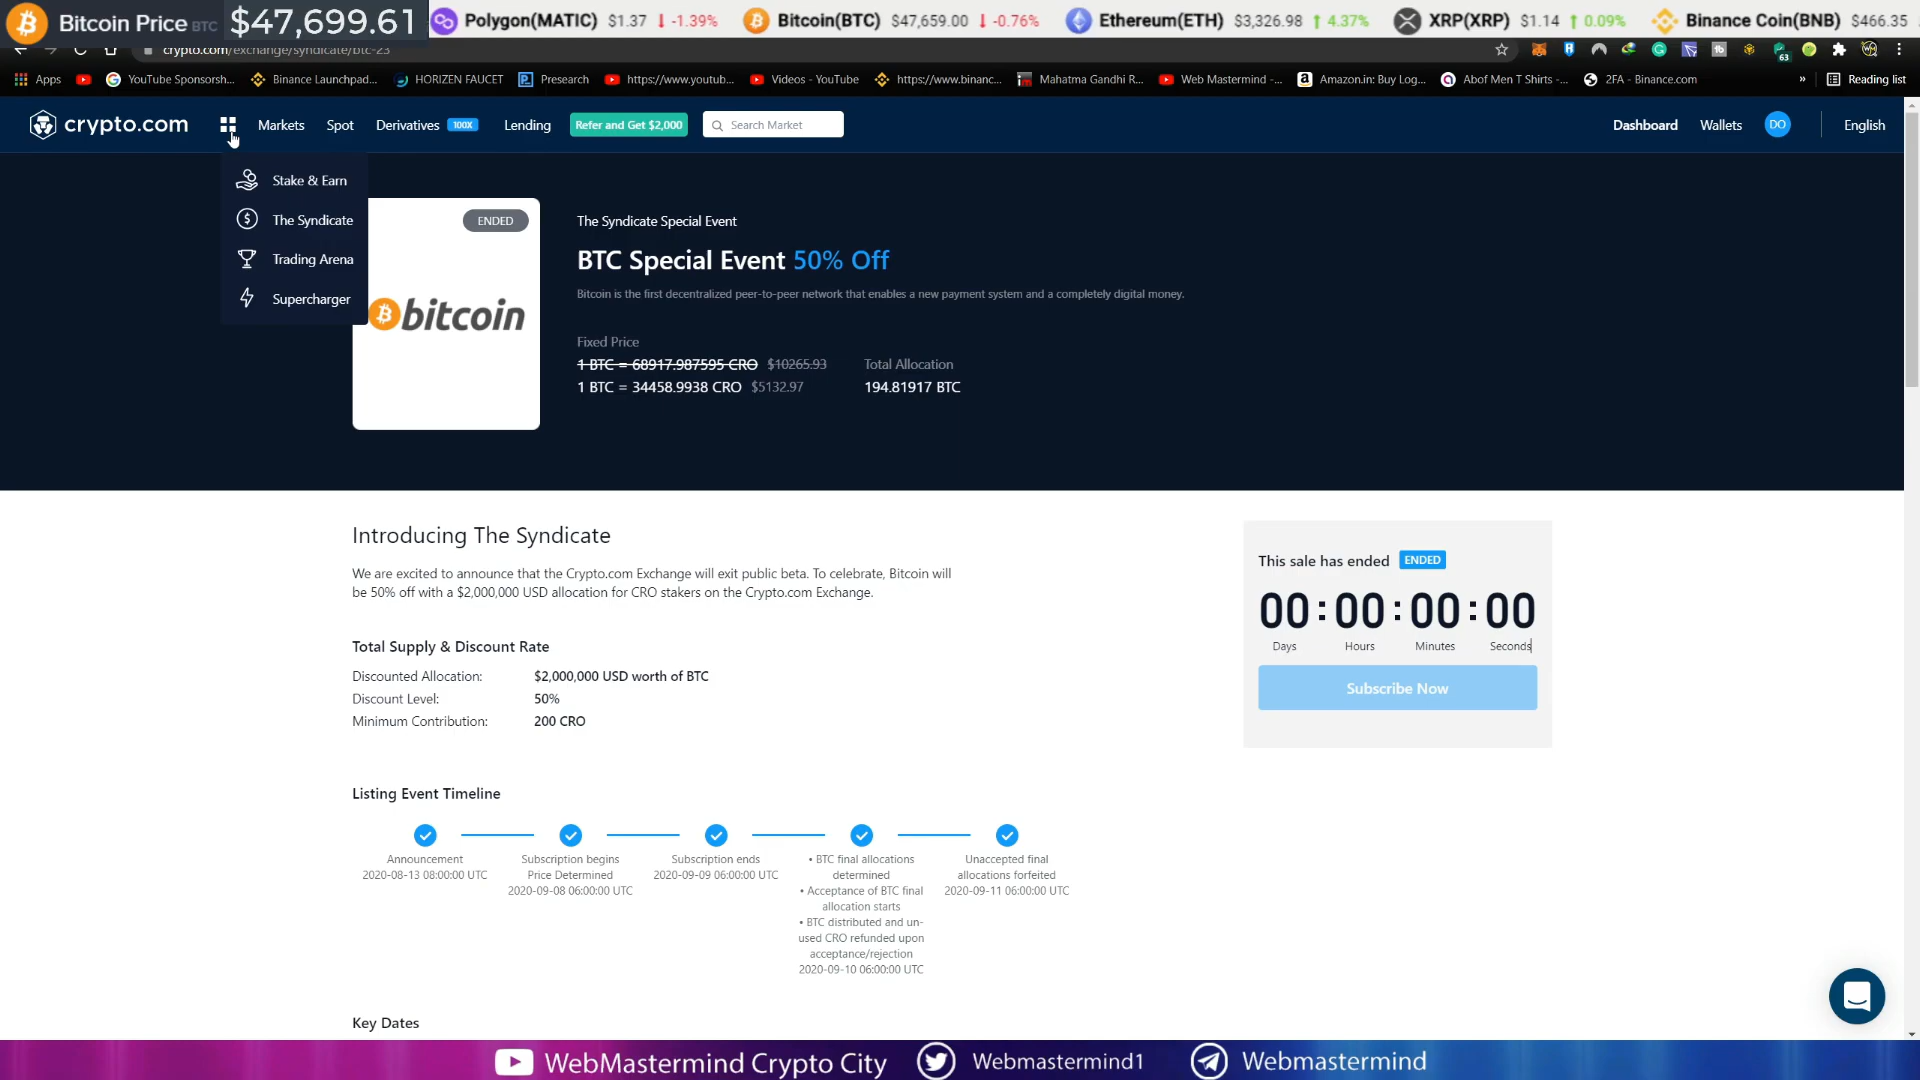 Bitcoin Price BTC $47,699.61
Polygon(MATIC) $1.37 ↓ -1.39% Bitcoin(BTC) $47,659.00 ↓ -0.76% Ethereum(ETH) $3,326.98 ↑ 4.37% XRP(XRP) $1.14 ↑ 0.09% Binance Coin(BNB) $466.35
crypto.com/exchange/syndicate/btc-23
63
Apps YouTube Sponsorsh... Binance Launchpad... HORIZEN FAUCET Presearch https://www.youtub... Videos - YouTube https://www.binanc... Mahatma Gandhi R... Web Mastermind -... Amazon.in: Buy Log... Abof Men T Shirts -... 2FA - Binance.com » Reading list
crypto.com Markets Spot Derivatives 100X Lending Refer and Get $2,000 Search Market Dashboard Wallets DO English
Stake & Earn
The Syndicate
Trading Arena
Supercharger
ENDED
bitcoin
The Syndicate Special Event
BTC Special Event 50% Off
Bitcoin is the first decentralized peer-to-peer network that enables a new payment system and a completely digital money.
Fixed Price
1 BTC = 68917.987595 CRO $10265.93 Total Allocation
1 BTC = 34458.9938 CRO $5132.97 194.81917 BTC
Introducing The Syndicate
We are excited to announce that the Crypto.com Exchange will exit public beta. To celebrate, Bitcoin will
be 50% off with a $2,000,000 USD allocation for CRO stakers on the Crypto.com Exchange.
Total Supply & Discount Rate
Discounted Allocation: $2,000,000 USD worth of BTC
Discount Level: 50%
Minimum Contribution: 200 CRO
This sale has ended ENDED
00 : 00 : 00 : 00
Days Hours Minutes Seconds
Subscribe Now
Listing Event Timeline
Announcement
2020-08-13 08:00:00 UTC
Subscription begins
Price Determined
2020-09-08 06:00:00 UTC
Subscription ends
2020-09-09 06:00:00 UTC
• BTC final allocations
determined
• Acceptance of BTC final
allocation starts
• BTC distributed and un-
used CRO refunded upon
acceptance/rejection
2020-09-10 06:00:00 UTC
Unaccepted final
allocations forfeited
2020-09-11 06:00:00 UTC
Key Dates
WebMastermind Crypto City Webmastermind1 Webmastermind